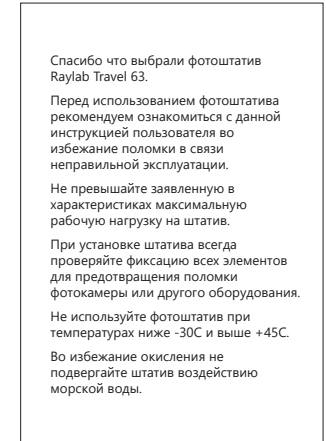 Спасибо что выбрали фотоштатив
Raylab Travel 63.
Перед использованием фотоштатива
рекомендуем ознакомиться с данной
инструкцией пользователя во
избежание поломки в связи
неправильной эксплуатации.
Не превышайте заявленную в
характеристиках максимальную
рабочую нагрузку на штатив.
При установке штатива всегда
проверяйте фиксацию всех элементов
для предотвращения поломки
фотокамеры или другого оборудования.
Не используйте фотоштатив при
температурах ниже -30С и выше +45С.
Во избежание окисления не
подвергайте штатив воздействию
морской воды.